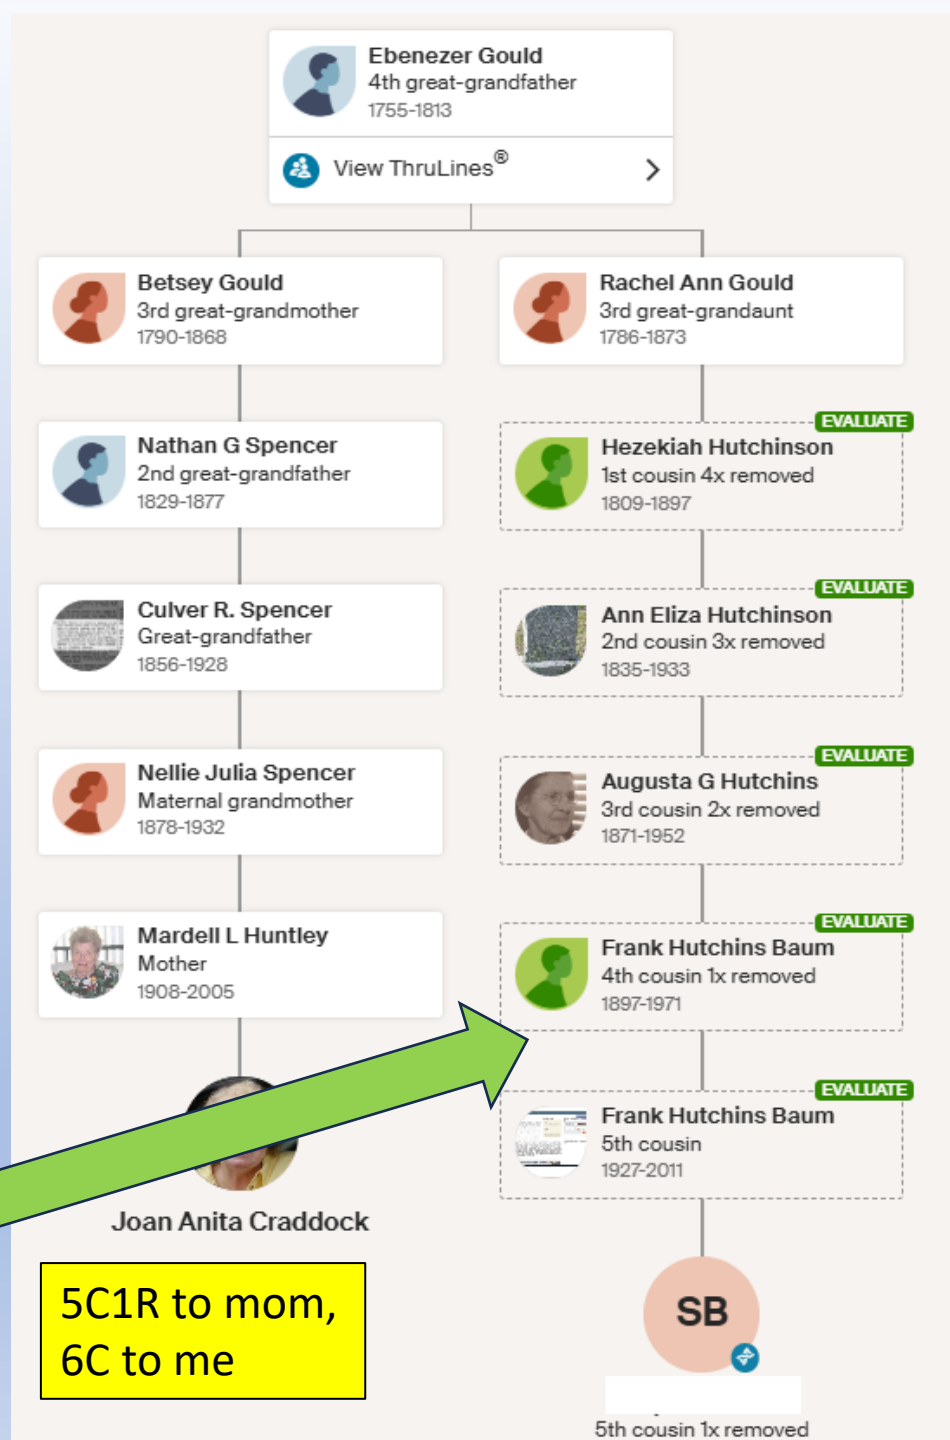 Ebenezer Gould
4th great-grandfather
1755-1813
View ThruLines®
Betsey Gould
3rd great-grandmother
1790-1868
Rachel Ann Gould
3rd great-grandaunt
1786-1873
Nathan G Spencer
2nd great-grandfather
1829-1877
EVALUATE
Hezekiah Hutchinson
1st cousin 4x removed
1809-1897
Culver R. Spencer
Great-grandfather
1856-1928
EVALUATE
Ann Eliza Hutchinson
2nd cousin 3x removed
1835-1933
Nellie Julia Spencer
Maternal grandmother
1878-1932
EVALUATE
Augusta G Hutchins
3rd cousin 2x removed
1871-1952
Mardell L Huntley
Mother
1908-2005
EVALUATE
Frank Hutchins Baum
4th cousin 1x removed
1897-1971
Joan Anita Craddock
EVALUATE
Frank Hutchins Baum
5th cousin
1927-2011
5C1R to mom,
6C to me
SB
5th cousin 1x removed